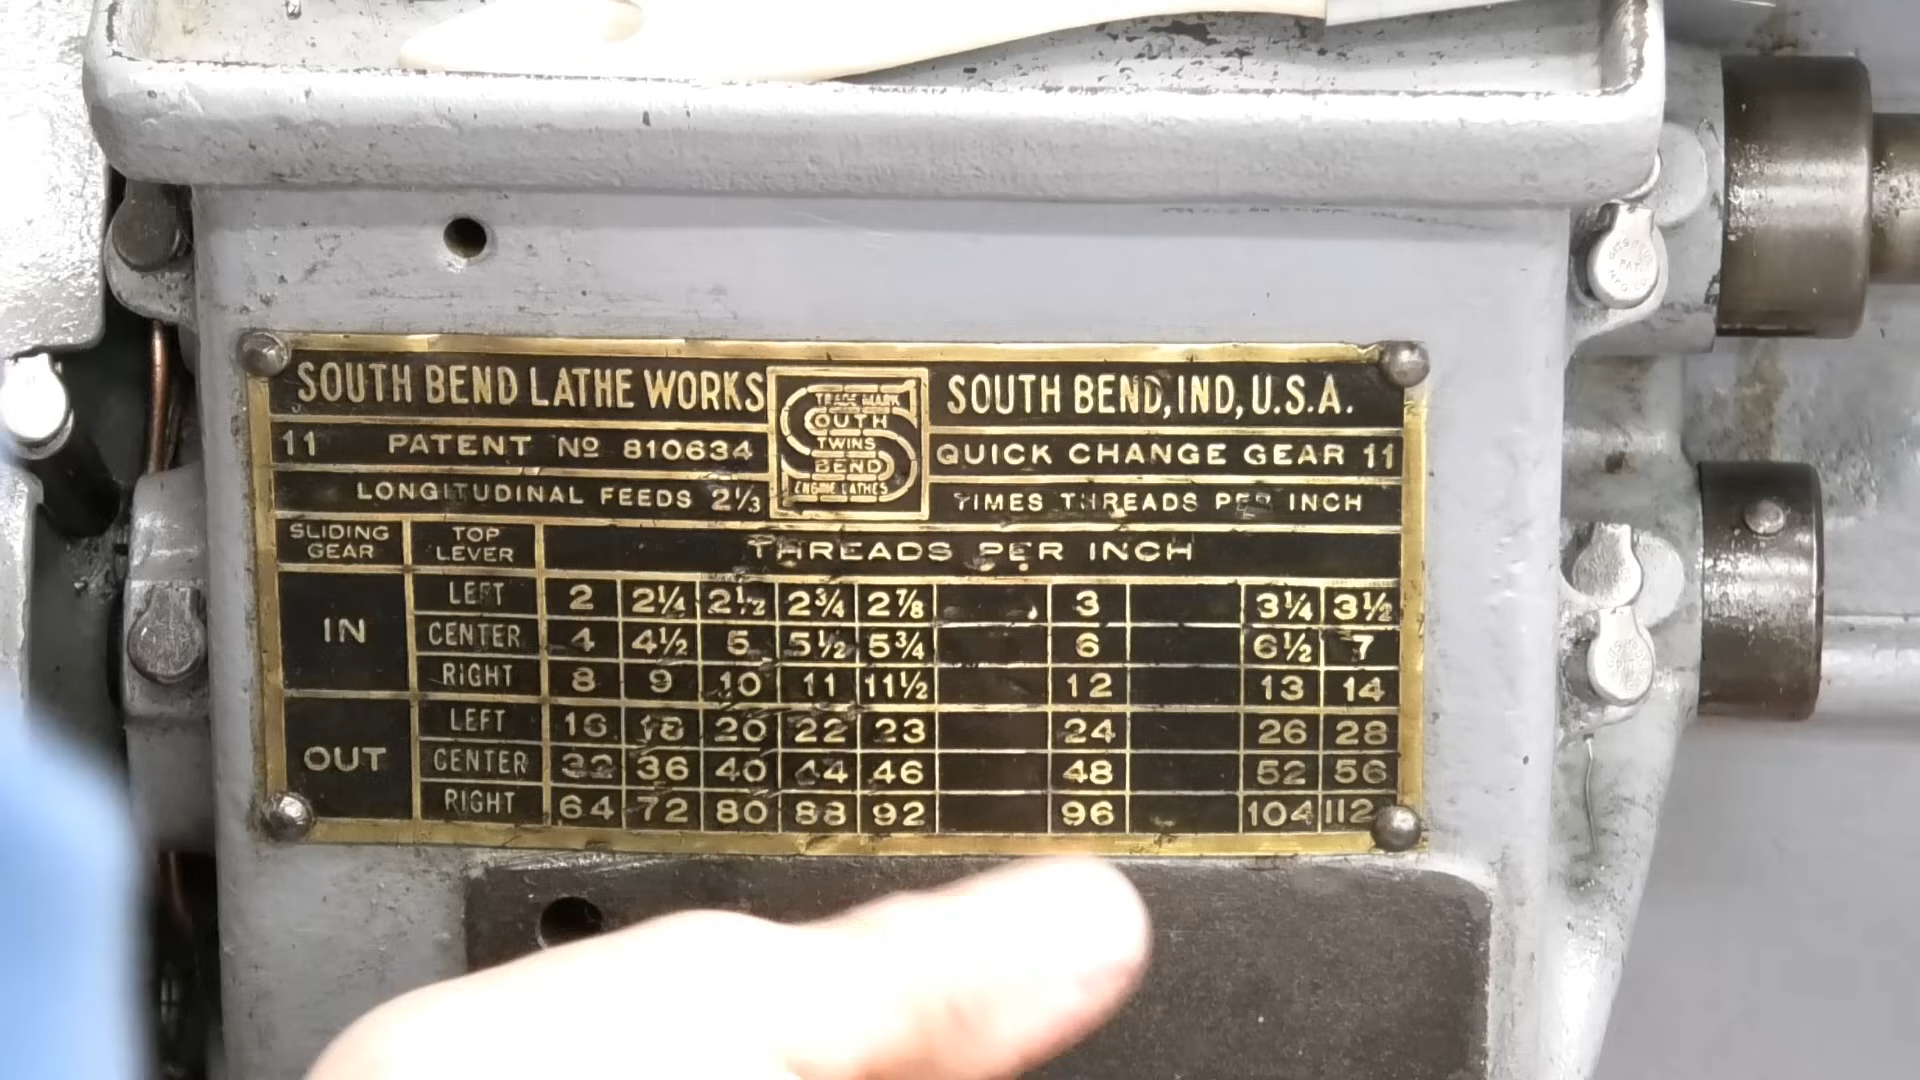 SOUTH BEND LATHE WORKS
TRADE MARK
SOUTH
TWINS
BEND
ENGINE LATHES
SOUTH BEND, IND, U.S.A.
11 PATENT Nº 810634
QUICK CHANGE GEAR 11
LONGITUDINAL FEEDS 2⅓
TIMES THREADS PER INCH
SLIDING GEAR TOP LEVER THREADS PER INCH
IN
LEFT 2 2¼ 2½ 2¾ 2⅞ 3 3¼ 3½
CENTER 4 4½ 5 5½ 5¾ 6 6½ 7
RIGHT 8 9 10 11 11½ 12 13 14
OUT
LEFT 16 18 20 22 23 24 26 28
CENTER 32 36 40 44 46 48 52 56
RIGHT 64 72 80 88 92 96 104 112